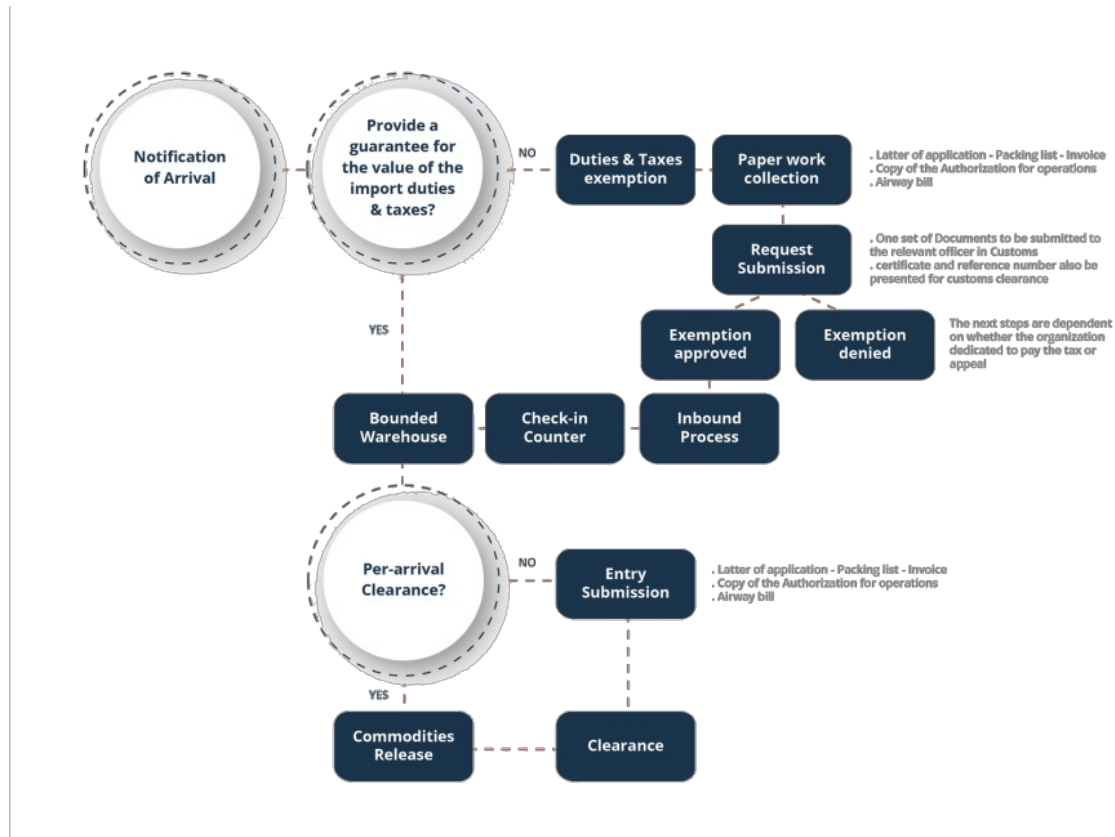 Notification
of Arrival
Provide a
guarantee for
the value of the
import duties
& taxes?
NO
Duties & Taxes
exemption
Paper work
collection
. Latter of application - Packing list - Invoice
. Copy of the Authorization for operations
. Airway bill
Request
Submission
. One set of Documents to be submitted to
the relevant officer in Customs
. certificate and reference number also be
presented for customs clearance
YES
Exemption
approved
Exemption
denied
The next steps are dependent
on whether the organization
dedicated to pay the tax or
appeal
Bounded
Warehouse
Check-in
Counter
Inbound
Process
Per-arrival
Clearance?
NO
Entry
Submission
. Latter of application - Packing list - Invoice
. Copy of the Authorization for operations
. Airway bill
YES
Commodities
Release
Clearance